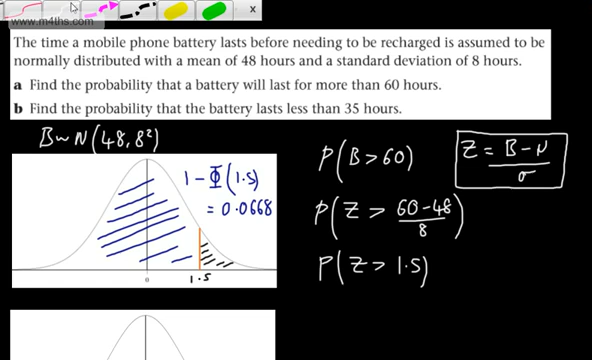 x
www.m4ths.com
The time a mobile phone battery lasts before needing to be recharged is assumed to be
normally distributed with a mean of 48 hours and a standard deviation of 8 hours.
a Find the probability that a battery will last for more than 60 hours.
b Find the probability that the battery lasts less than 35 hours.
B~N(48,8²)
1-Φ(1.5)
= 0.0668
0
1.5
P(B>60)
P(Z > 60-48/8)
P(Z > 1.5)
Z = B-μ/σ